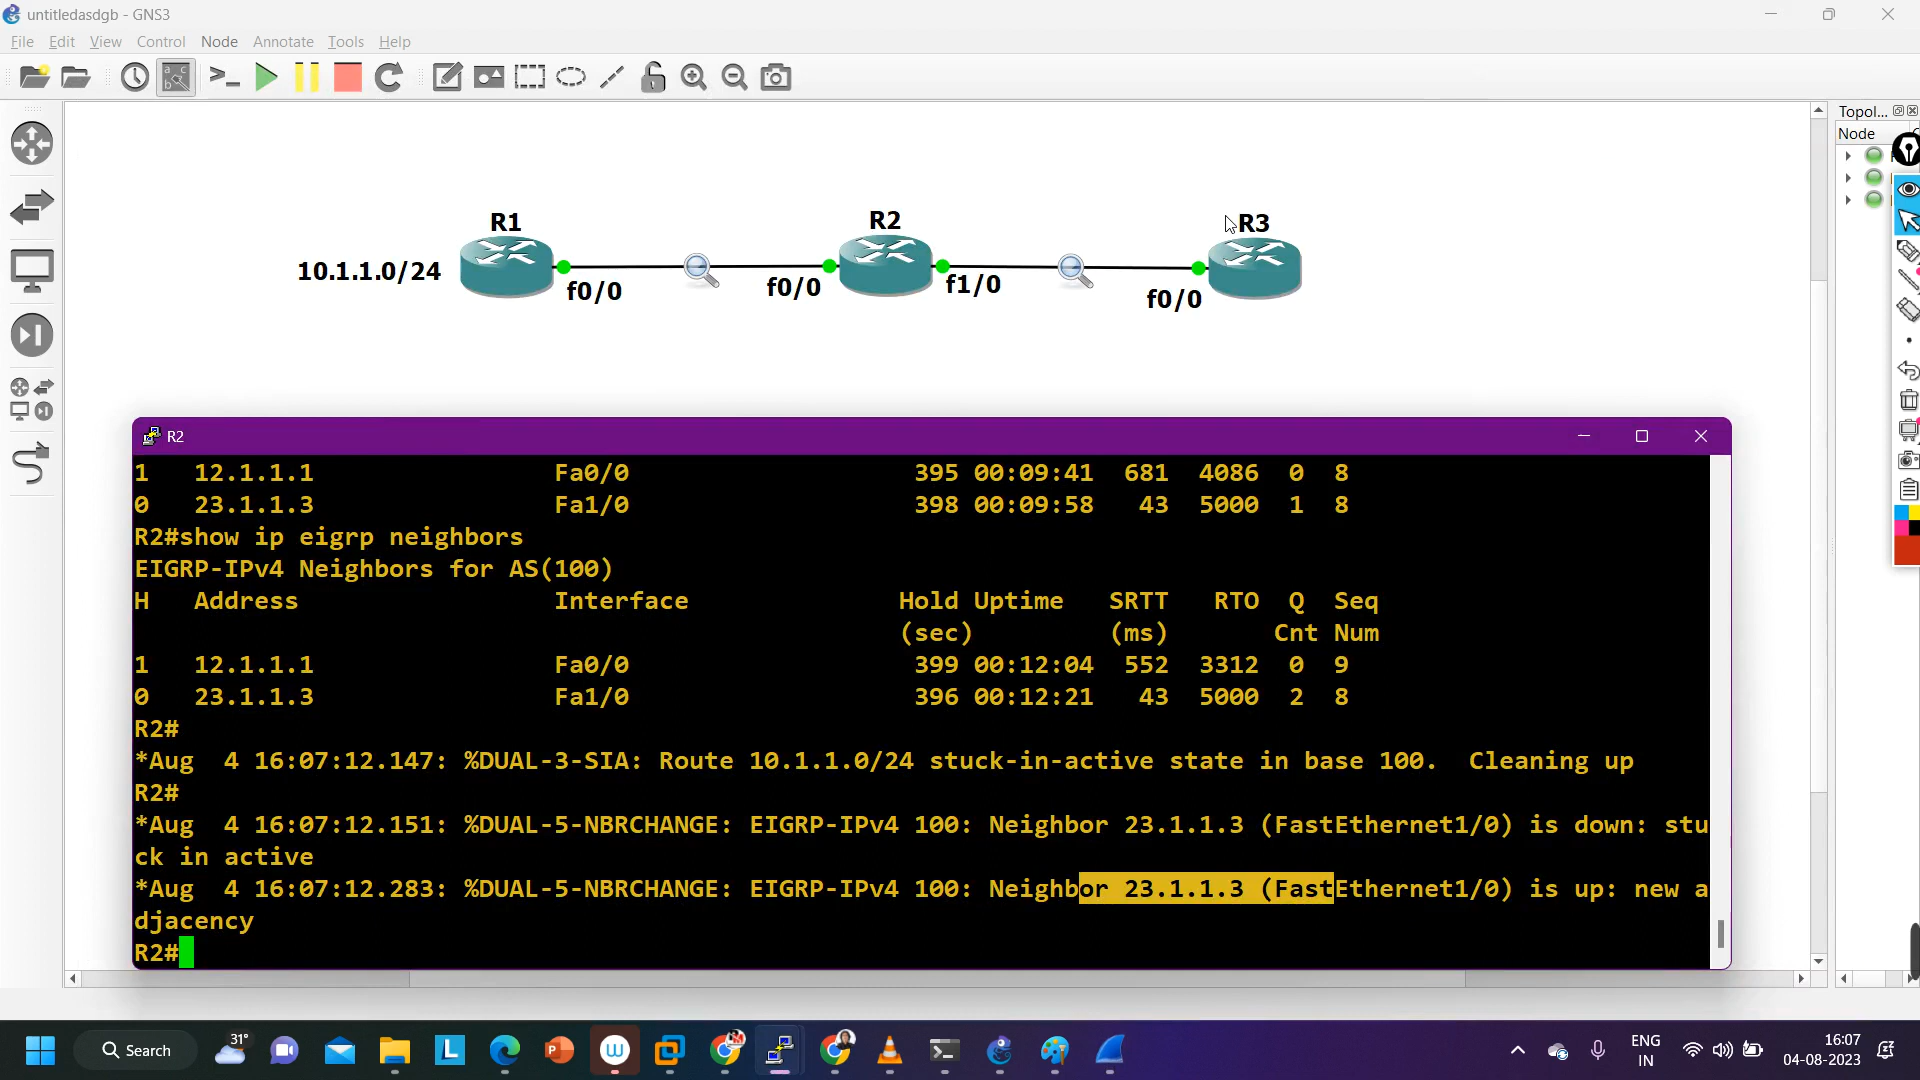 untitledasdgb - GNS3
File Edit View Control Node Annotate Tools Help
Topol...
Node
R1
R2
R3
10.1.1.0/24
f0/0
f0/0
f1/0
f0/0
R2
1 12.1.1.1 Fa0/0 395 00:09:41 681 4086 0 8
0 23.1.1.3 Fa1/0 398 00:09:58 43 5000 1 8
R2#show ip eigrp neighbors
EIGRP-IPv4 Neighbors for AS(100)
H Address Interface Hold Uptime SRTT RTO Q Seq
(sec) (ms) Cnt Num
1 12.1.1.1 Fa0/0 399 00:12:04 552 3312 0 9
0 23.1.1.3 Fa1/0 396 00:12:21 43 5000 2 8
R2#
*Aug 4 16:07:12.147: %DUAL-3-SIA: Route 10.1.1.0/24 stuck-in-active state in base 100. Cleaning up
R2#
*Aug 4 16:07:12.151: %DUAL-5-NBRCHANGE: EIGRP-IPv4 100: Neighbor 23.1.1.3 (FastEthernet1/0) is down: stu
ck in active
*Aug 4 16:07:12.283: %DUAL-5-NBRCHANGE: EIGRP-IPv4 100: Neighbor 23.1.1.3 (FastEthernet1/0) is up: new a
djacency
R2#
Search
31°
ENG
IN
16:07
04-08-2023